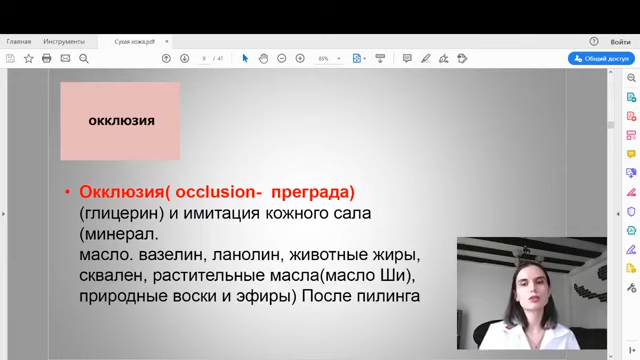 Главная
Инструменты
Сухая кожа.pdf
×
?
Войти
9 / 47
85%
Общий доступ
окклюзия
• Окклюзия( occlusion- преграда)
(глицерин) и имитация кожного сала
(минерал.
масло. вазелин, ланолин, животные жиры,
сквален, растительные масла(масло Ши),
природные воски и эфиры) После пилинга